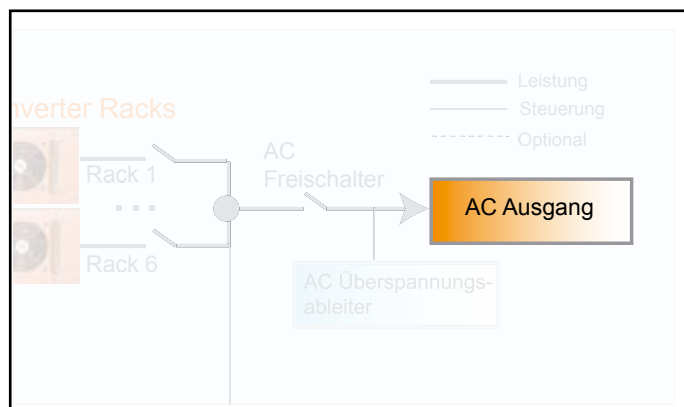 Leistung
Steuerung
Optional
nverter Racks
AC
Freischalter
Rack 1
AC Ausgang
Rack 6
AC Überspannungs-
ableiter